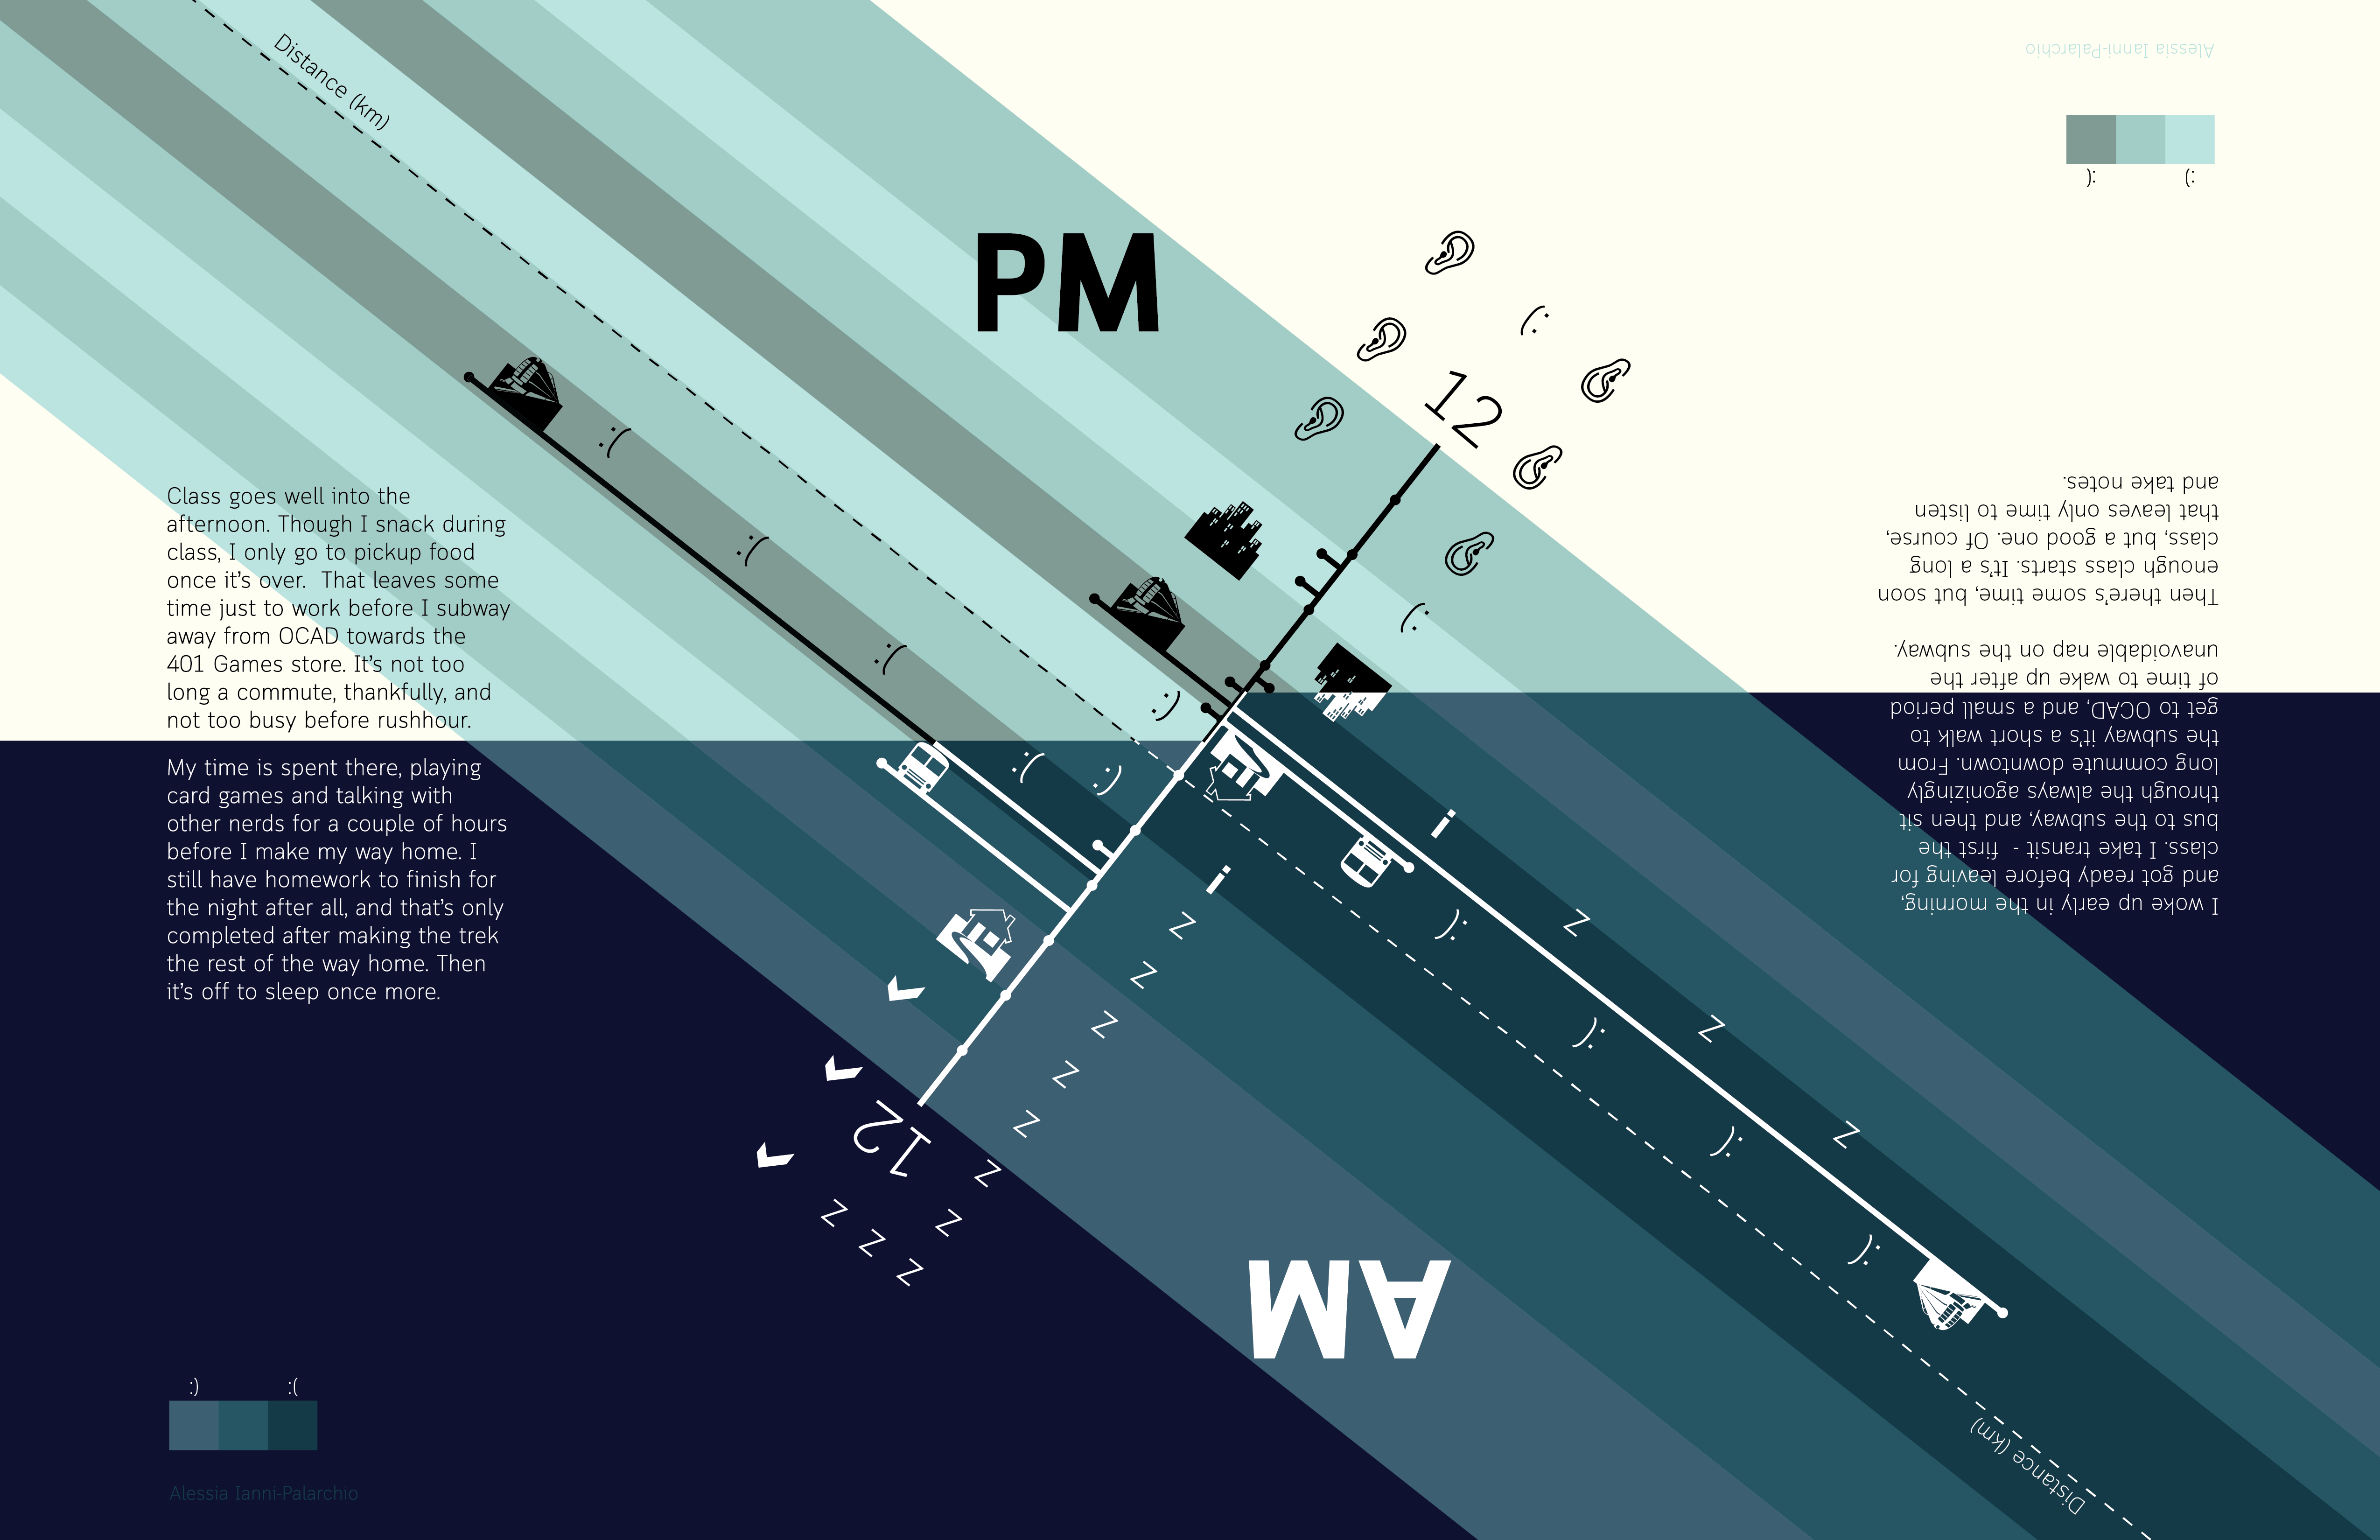 Distance (km)
PM
12
Class goes well into the
afternoon. Though I snack during
class, I only go to pickup food
once it's over.  That leaves some
time just to work before I subway
away from OCAD towards the
401 Games store. It's not too
long a commute, thankfully, and
not too busy before rushhour.
My time is spent there, playing
card games and talking with
other nerds for a couple of hours
before I make my way home. I
still have homework to finish for
the night after all, and that's only
completed after making the trek
the rest of the way home. Then
it's off to sleep once more.
:) :(
Alessia Ianni-Palarchio
:( 
:(
:(
:)
:(
:)
Distance (km)
AM
12
I woke up early in the morning,
and got ready before leaving for
class. I take transit - first the
bus to the subway, and then sit
through the always agonizingly
long commute downtown. From
the subway it's a short walk to
get to OCAD, and a small period
of time to wake up after the
unavoidable nap on the subway.
Then there's some time, but soon
enough class starts. It's a long
class, but a good one. Of course,
that leaves only time to listen
and take notes.
:) :(
Alessia Ianni-Palarchio
!
!
z
z
z
z
z
z
z
z
z
z
z
z
z
:(
:(
:(
:(
:)
:)